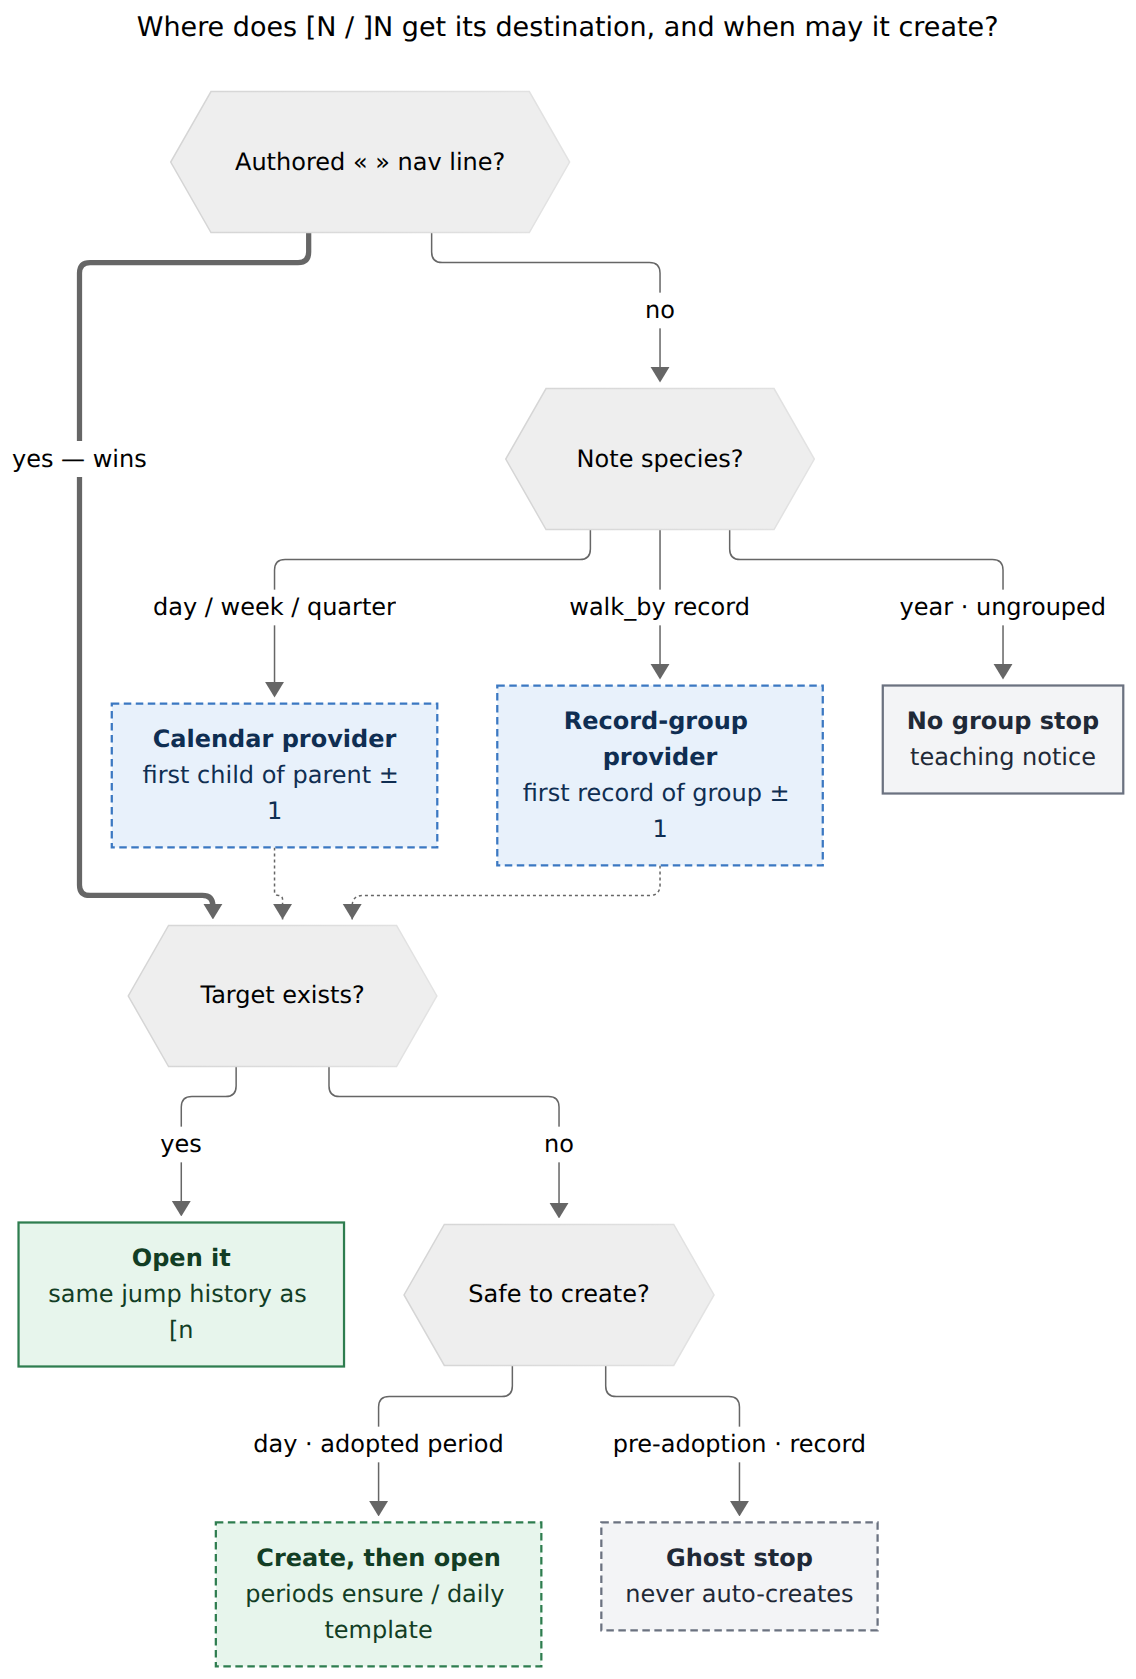 Where does [N / ]N get its destination, and when may it create?
Authored « » nav line?
no
yes — wins
Note species?
day / week / quarter
walk_by record
year · ungrouped
Calendar provider
first child of parent ±
1
Record-group
provider
first record of group ±
1
No group stop
teaching notice
Target exists?
yes
no
Open it
same jump history as
[n
Safe to create?
day · adopted period
pre-adoption · record
Create, then open
periods ensure / daily
template
Ghost stop
never auto-creates